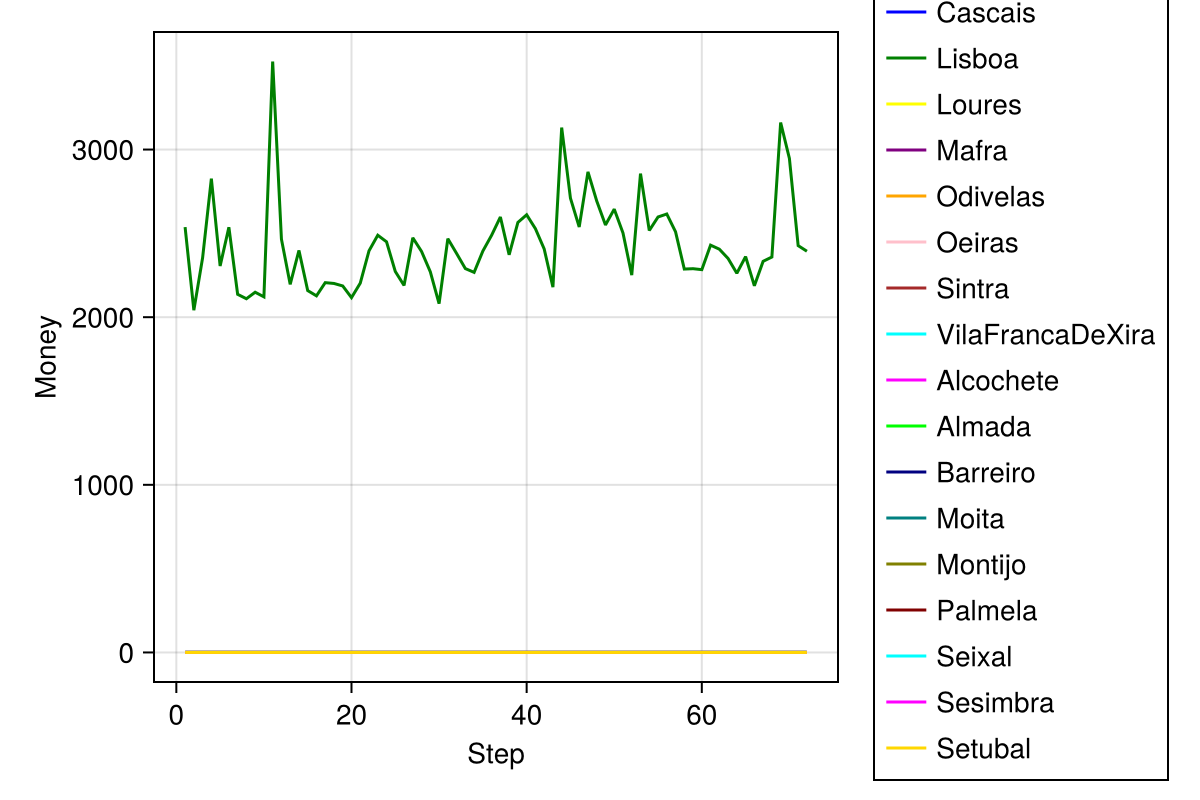 Money
3000
2000
1000
0
0
20
40
60
Step
Cascais
Lisboa
Loures
Mafra
Odivelas
Oeiras
Sintra
VilaFrancaDeXira
Alcochete
Almada
Barreiro
Moita
Montijo
Palmela
Seixal
Sesimbra
Setubal